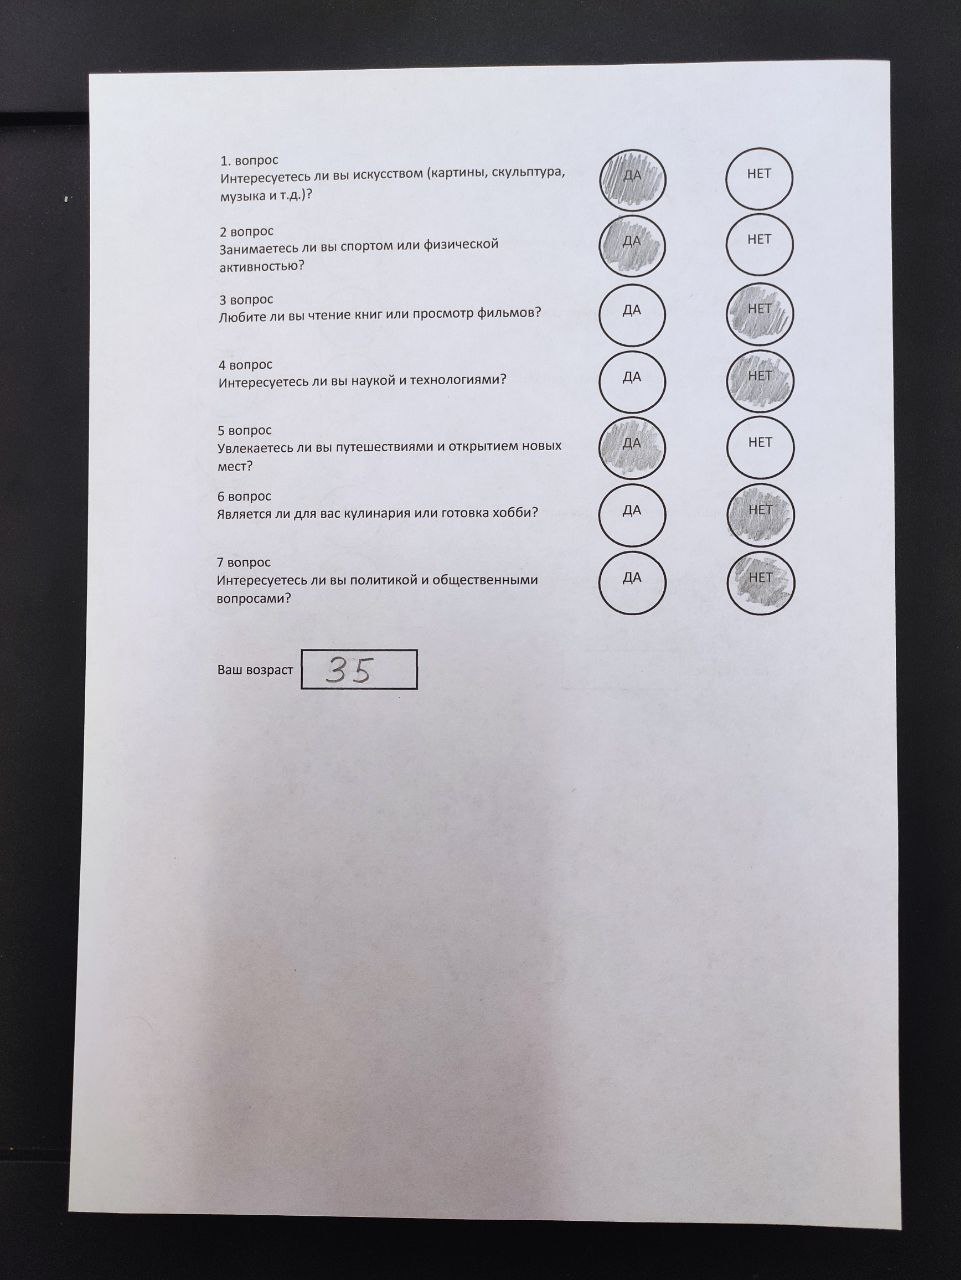 1. вопрос
Интересуетесь ли вы искусством (картины, скульптура,
музыка и т.д.)?
ДА НЕТ
2 вопрос
Занимаетесь ли вы спортом или физической
активностью?
ДА НЕТ
3 вопрос
Любите ли вы чтение книг или просмотр фильмов?
ДА НЕТ
4 вопрос
Интересуетесь ли вы наукой и технологиями?
ДА НЕТ
5 вопрос
Увлекаетесь ли вы путешествиями и открытием новых
мест?
ДА НЕТ
6 вопрос
Является ли для вас кулинария или готовка хобби?
ДА НЕТ
7 вопрос
Интересуетесь ли вы политикой и общественными
вопросами?
ДА НЕТ
Ваш возраст 35